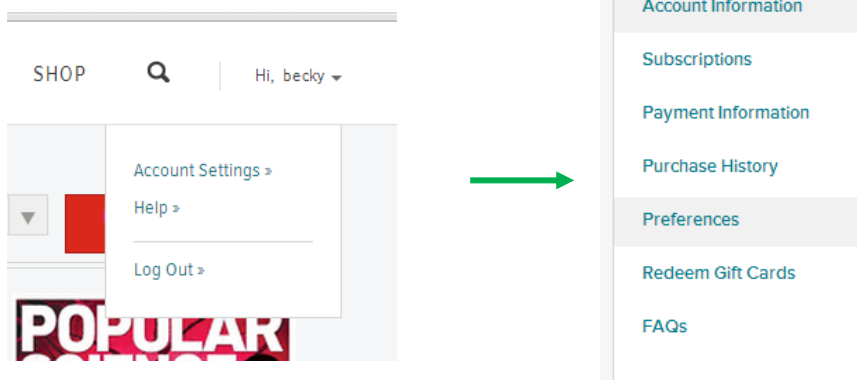 SHOP
Hi, becky
Account Settings »
Help »
Log Out »
POPULAR
SCIENCE
Account Information
Subscriptions
Payment Information
Purchase History
Preferences
Redeem Gift Cards
FAQs